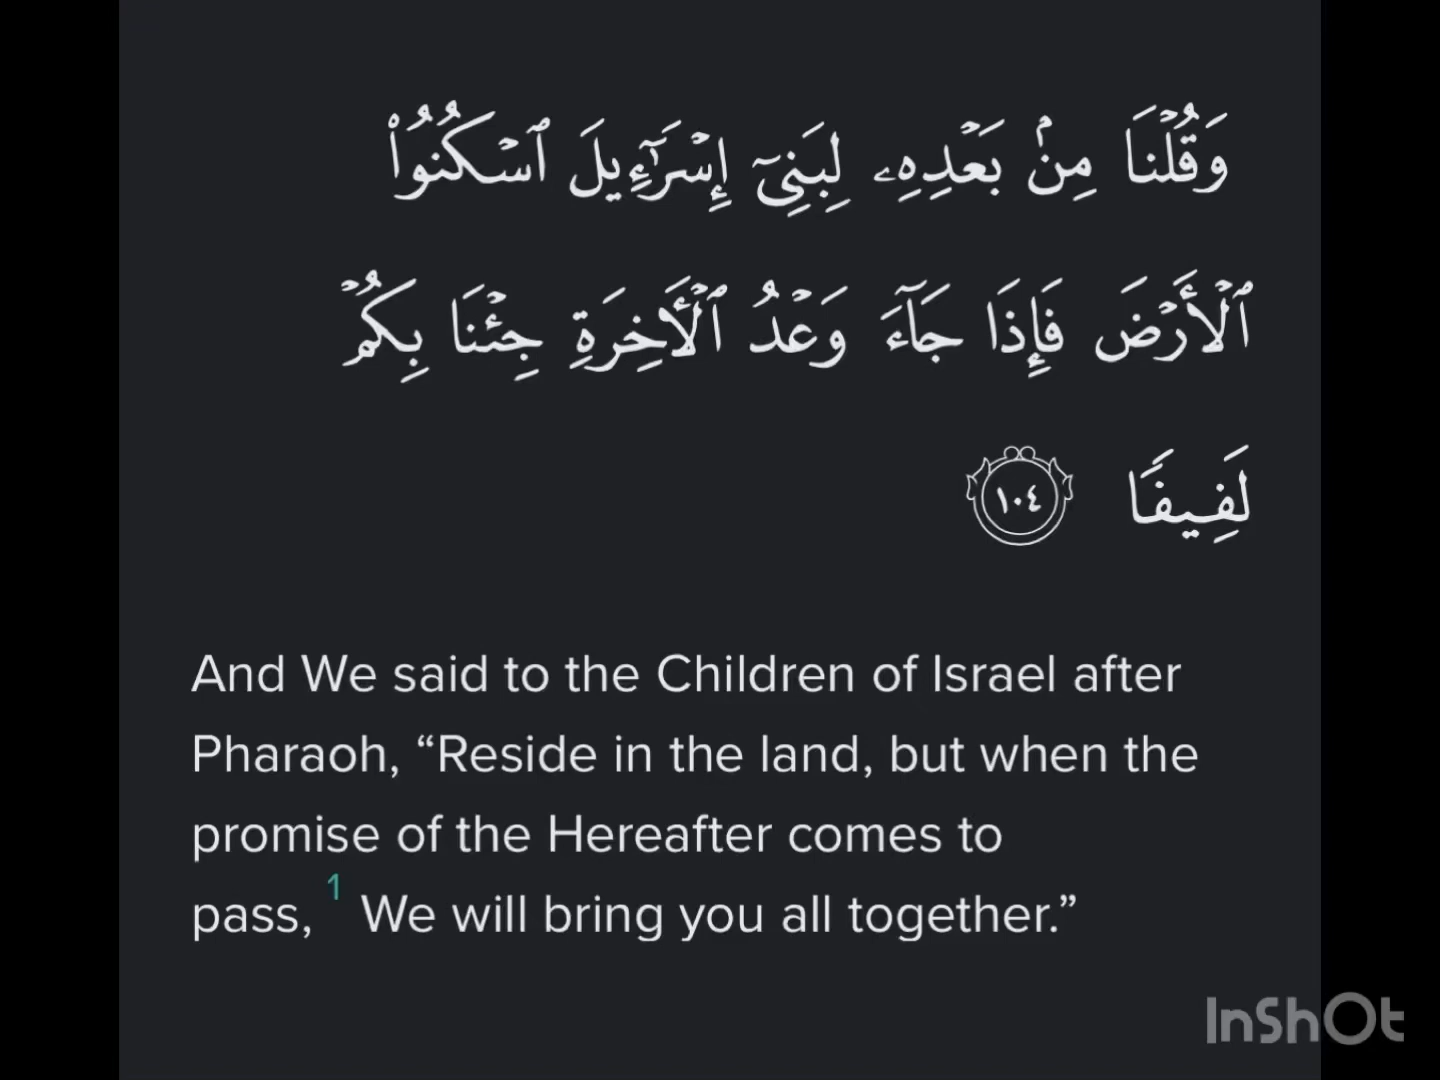 وَقُلۡنَا مِنۢ بَعۡدِهِۦ لِبَنِيٓ إِسۡرَٰٓءِيلَ ٱسۡكُنُواْ
ٱلۡأَرۡضَ فَإِذَا جَآءَ وَعۡدُ ٱلۡأٓخِرَةِ جِئۡنَا بِكُمۡ
لَفِيفٗا ١٠٤
And We said to the Children of Israel after
Pharaoh, “Reside in the land, but when the
promise of the Hereafter comes to
pass, 1 We will bring you all together.”
InShOt